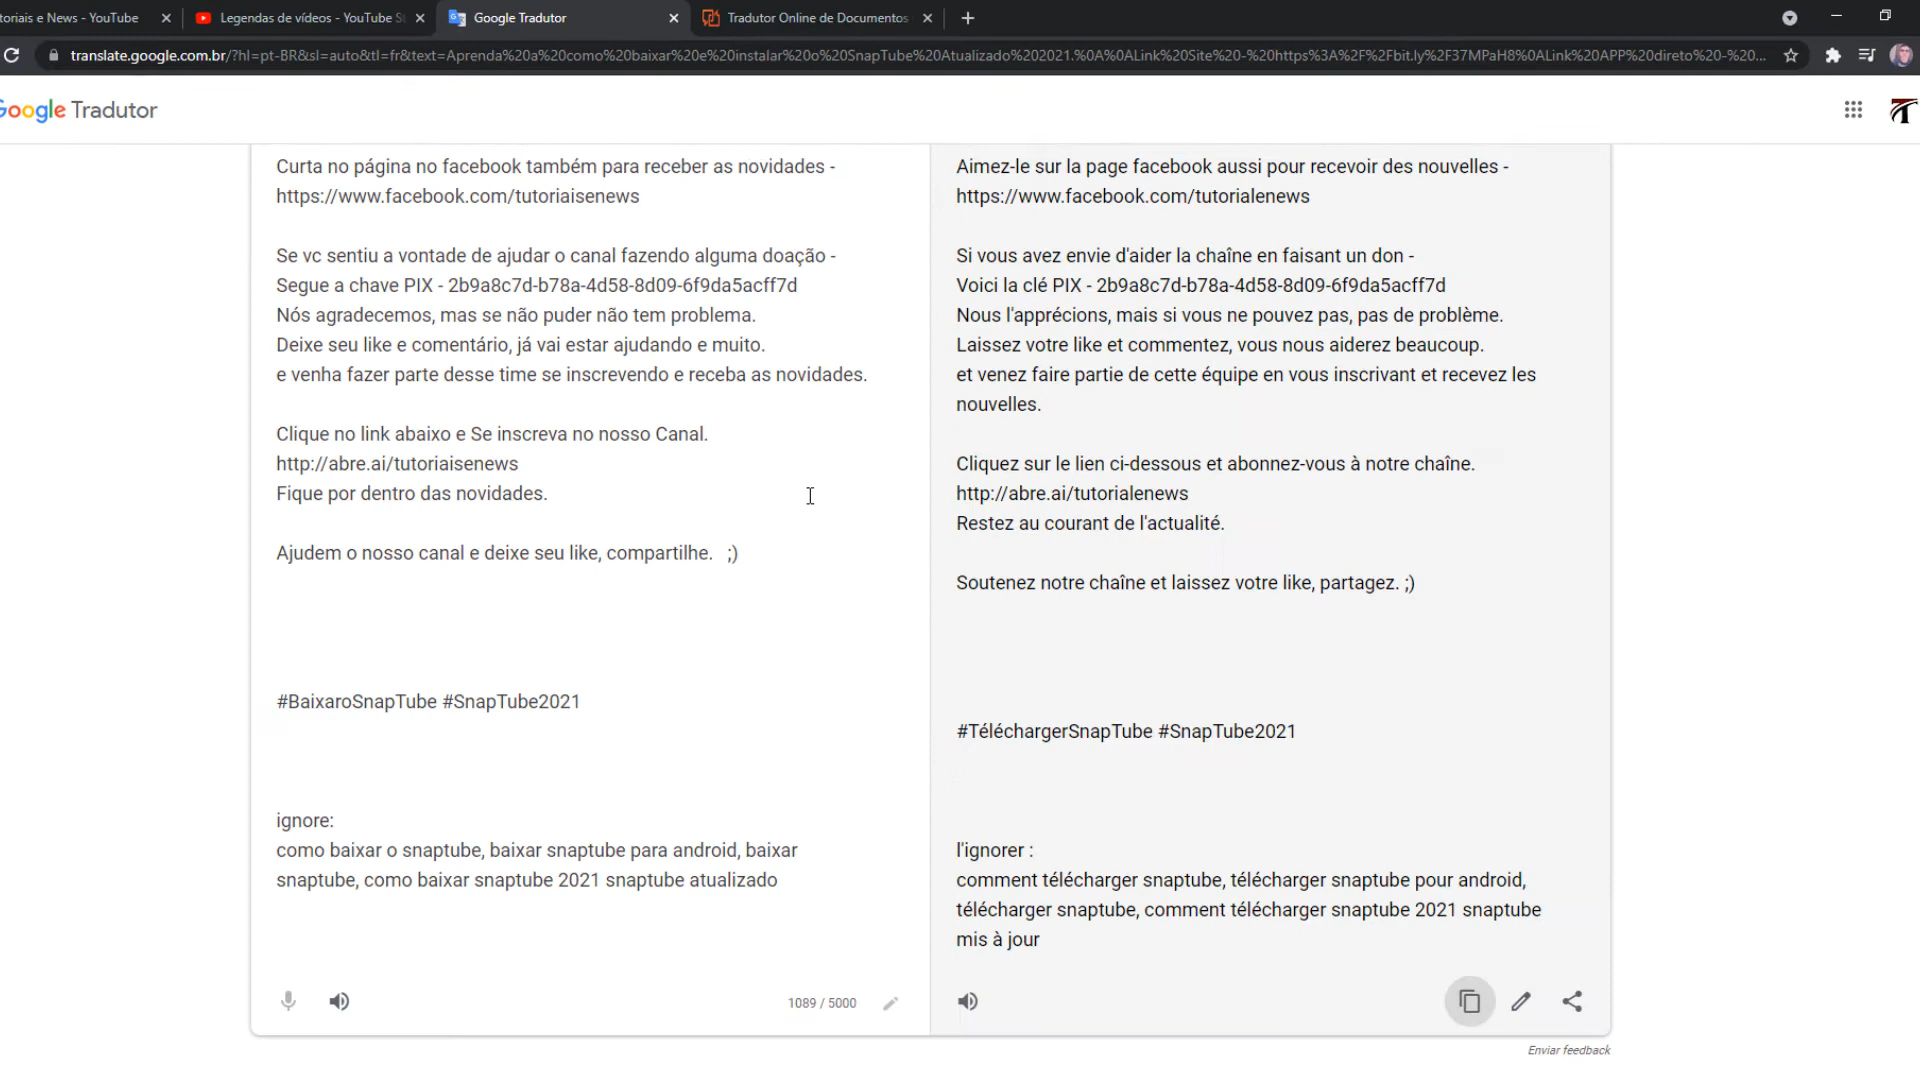 toriais e News - YouTube
Legendas de vídeos - YouTube S
Google Tradutor
Tradutor Online de Documentos
translate.google.com.br/?hl=pt-BR&sl=auto&tl=fr&text=Aprenda%20a%20como%20baixar%20e%20instalar%20o%20SnapTube%20Atualizado%202021.%0A%0ALink%20Site%20-%20https%3A%2F%2Fbit.ly%2F37MPaH8%0ALink%20APP%20direto%20-%20...
Google Tradutor
Curta no página no facebook também para receber as novidades -
https://www.facebook.com/tutoriaisenews
Se vc sentiu a vontade de ajudar o canal fazendo alguma doação -
Segue a chave PIX - 2b9a8c7d-b78a-4d58-8d09-6f9da5acff7d
Nós agradecemos, mas se não puder não tem problema.
Deixe seu like e comentário, já vai estar ajudando e muito.
e venha fazer parte desse time se inscrevendo e receba as novidades.
Clique no link abaixo e Se inscreva no nosso Canal.
http://abre.ai/tutoriaisenews
Fique por dentro das novidades.
Ajudem o nosso canal e deixe seu like, compartilhe.   ;)
#BaixaroSnapTube #SnapTube2021
ignore:
como baixar o snaptube, baixar snaptube para android, baixar
snaptube, como baixar snaptube 2021 snaptube atualizado
1089 / 5000
Aimez-le sur la page facebook aussi pour recevoir des nouvelles -
https://www.facebook.com/tutorialenews
Si vous avez envie d'aider la chaîne en faisant un don -
Voici la clé PIX - 2b9a8c7d-b78a-4d58-8d09-6f9da5acff7d
Nous l'apprécions, mais si vous ne pouvez pas, pas de problème.
Laissez votre like et commentez, vous nous aiderez beaucoup.
et venez faire partie de cette équipe en vous inscrivant et recevez les
nouvelles.
Cliquez sur le lien ci-dessous et abonnez-vous à notre chaîne.
http://abre.ai/tutorialenews
Restez au courant de l'actualité.
Soutenez notre chaîne et laissez votre like, partagez. ;)
#TéléchargerSnapTube #SnapTube2021
l'ignorer :
comment télécharger snaptube, télécharger snaptube pour android,
télécharger snaptube, comment télécharger snaptube 2021 snaptube
mis à jour
Enviar feedback